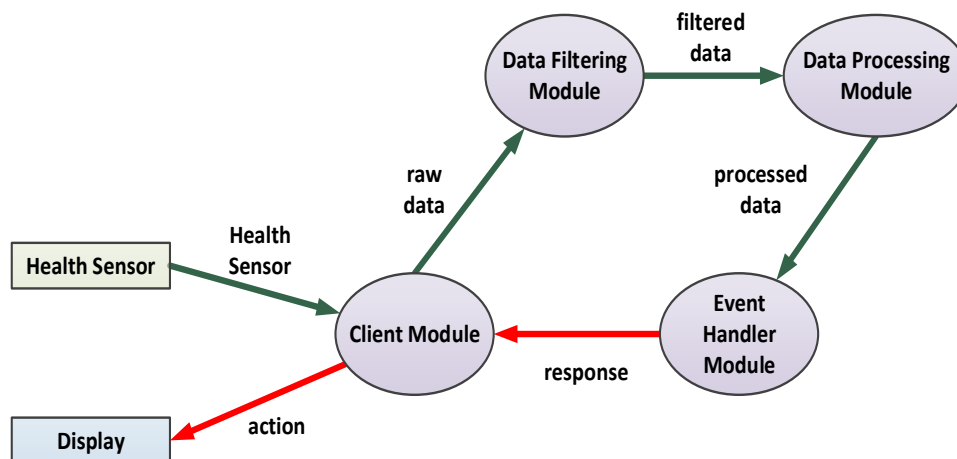 filtered
data
Data Filtering
Module
Data Processing
Module
raw
data
processed
data
Health
Sensor
Health Sensor
Client Module
Event
Handler
Module
response
action
Display